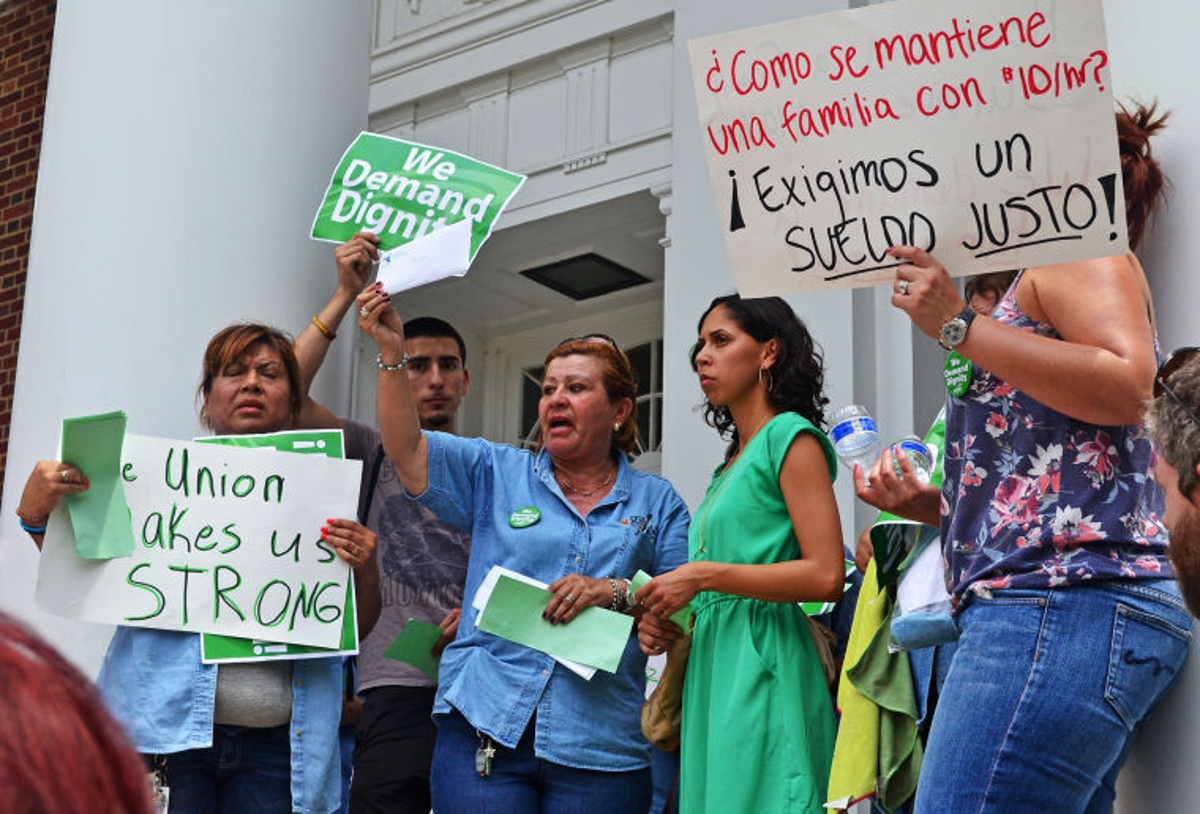 We
Demand
Dignity
¿Como se mantiene
una familia con $10/hr?
¡Exigimos un
SUELDO JUSTO!
We
Demand
Dignity
e Union
akes us
STRONG